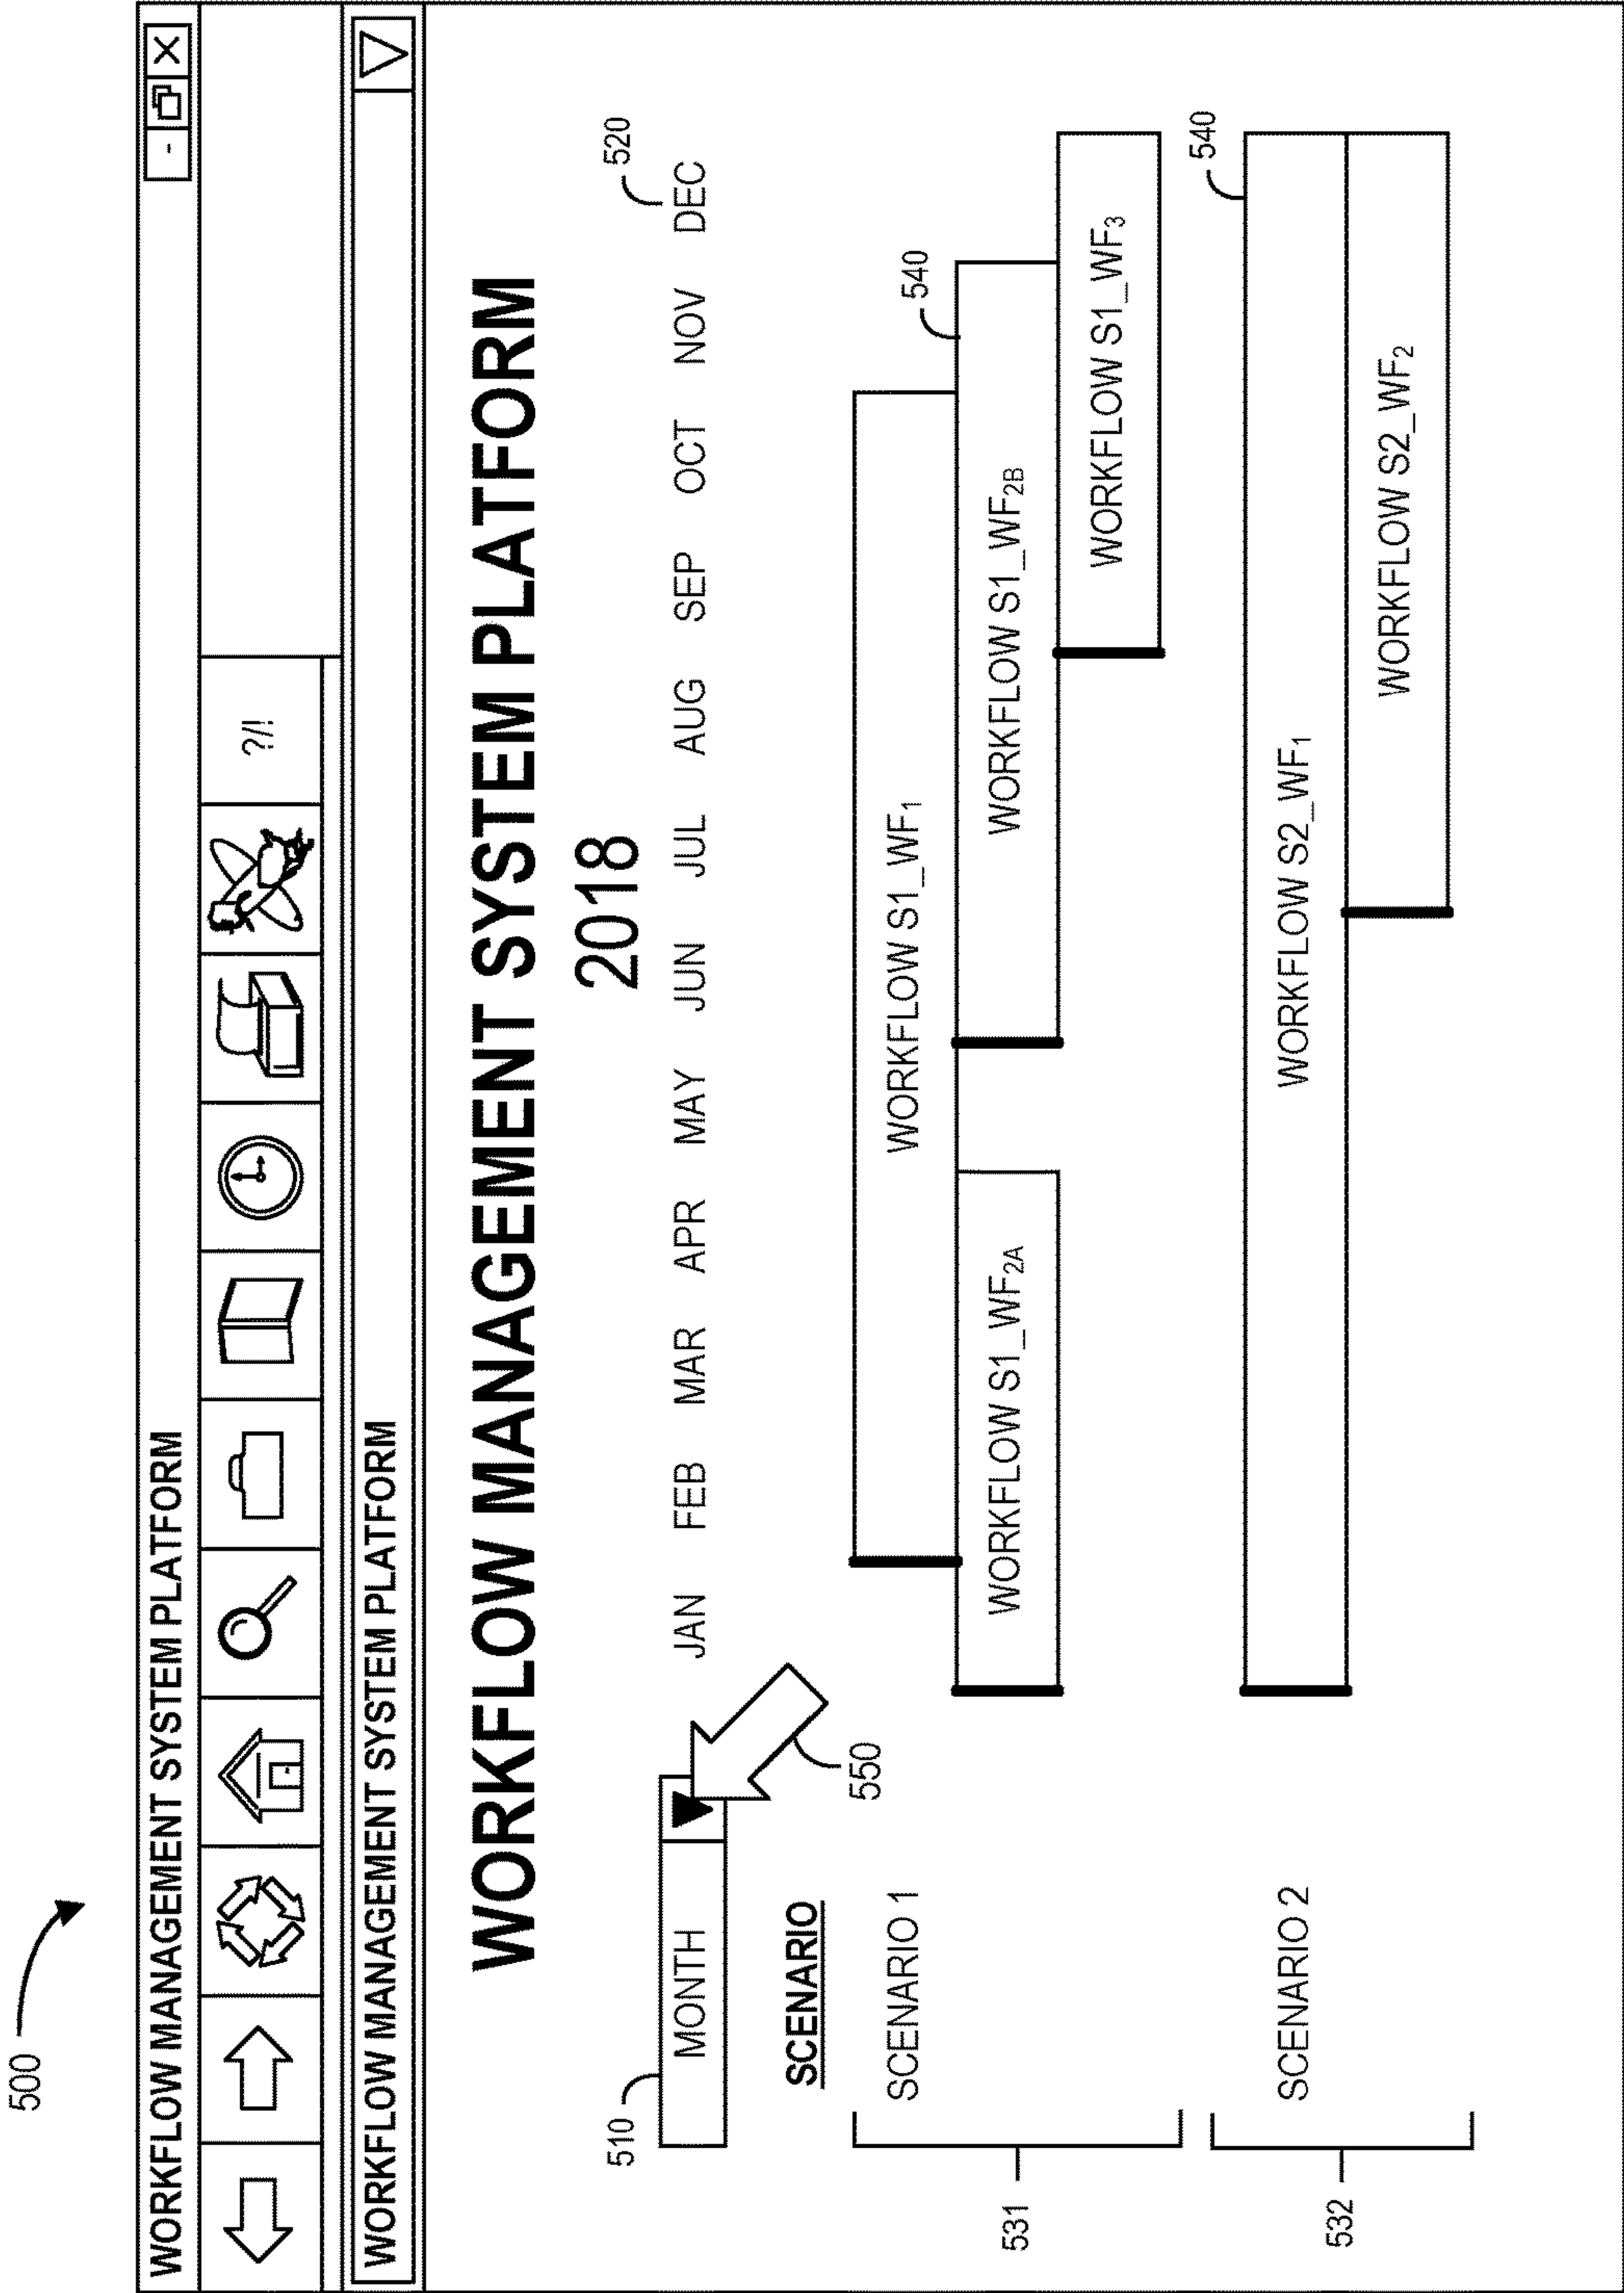 500
WORKFLOW MANAGEMENT SYSTEM PLATFORM
- X
?/!
WORKFLOW MANAGEMENT SYSTEM PLATFORM
WORKFLOW MANAGEMENT SYSTEM PLATFORM
2018
510
520
MONTH
JAN FEB MAR APR MAY JUN JUL AUG SEP OCT NOV DEC
550
SCENARIO
531
SCENARIO 1
WORKFLOW S1_WF₁
540
WORKFLOW S1_WF₂A WORKFLOW S1_WF₂B
WORKFLOW S1_WF₃
532
SCENARIO 2
540
WORKFLOW S2_WF₁
WORKFLOW S2_WF₂